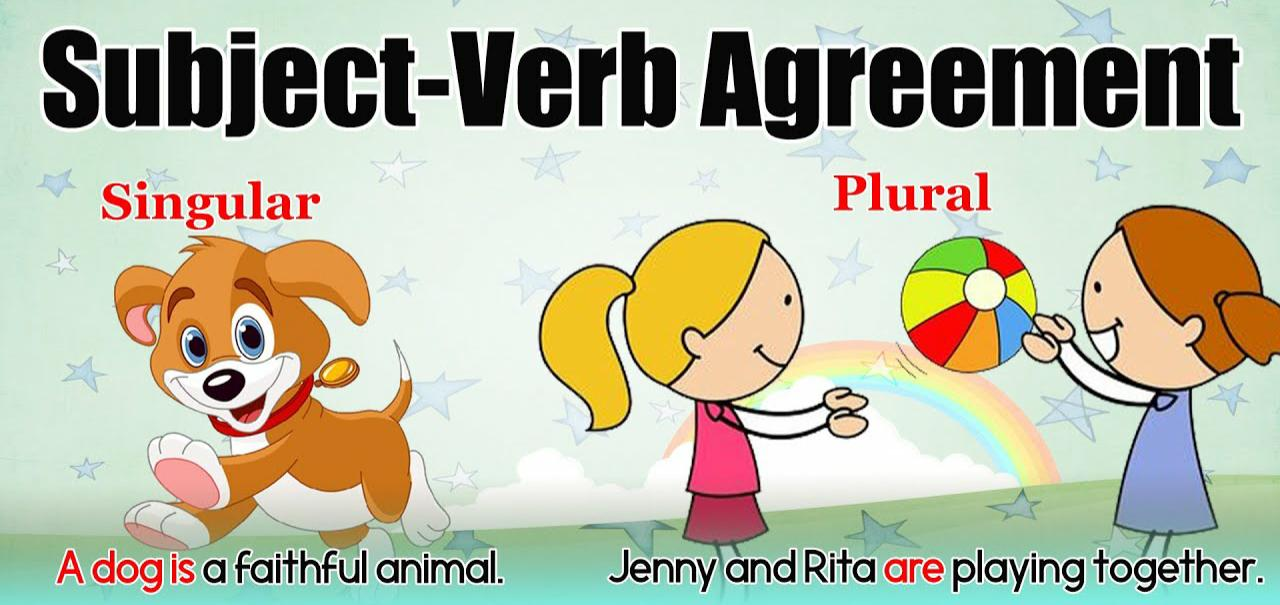 Subject-Verb Agreement
Singular
Plural
A dog is a faithful animal.
Jenny and Rita are playing together.